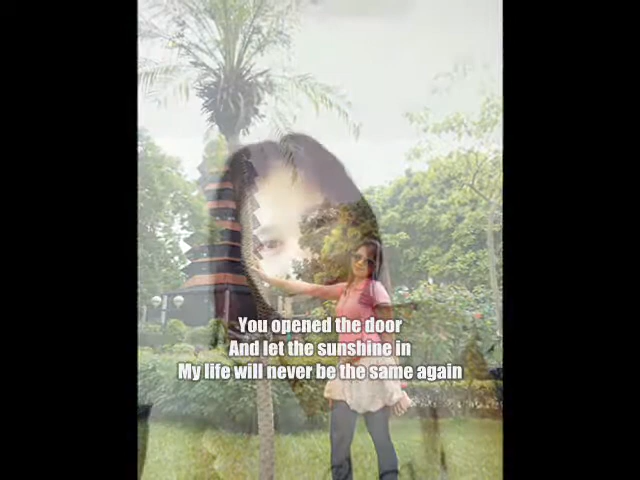 You opened the door
And let the sunshine in
My life will never be the same again